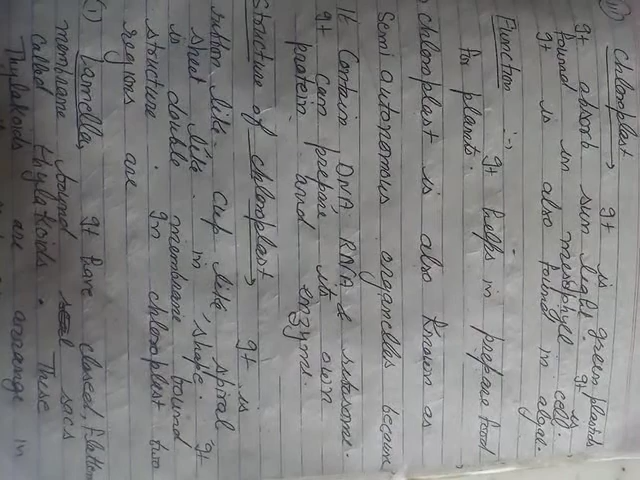 (iii) Chloroplast → It is green plastid
It absorb sun light. It is
found in mesophyll cell.
It is also found in algae.
Function :→ It helps in prepare food
for plants.
→ chloroplast is also known as
Semi autonomous organelles because
It Contain DNA, RNA &
It can prepare its own
protein and enzyme.
Structure of chloroplast → It is
button like, cup like, spiral
sheet like in shape. It
is double membrane bound
structure. In chloroplast two
regions are
(i) Lamellae It have closed, flatten
membrane bound sacs
called thylakoids. These
Thylakoids are arrange in